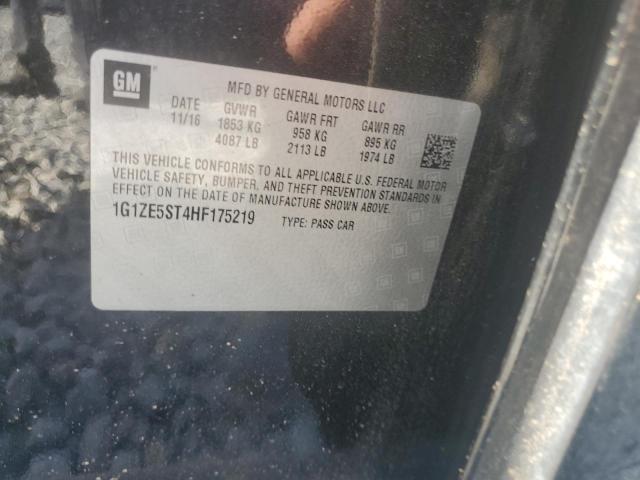 GM
MFD BY GENERAL MOTORS LLC
DATE GVWR GAWR FRT GAWR RR
11/16 1853 KG 958 KG 895 KG
4087 LB 2113 LB 1974 LB
THIS VEHICLE CONFORMS TO ALL APPLICABLE U.S. FEDERAL MOTOR
VEHICLE SAFETY, BUMPER, AND THEFT PREVENTION STANDARDS IN
EFFECT ON THE DATE OF MANUFACTURE SHOWN ABOVE.
1G1ZE5ST4HF175219 TYPE: PASS CAR